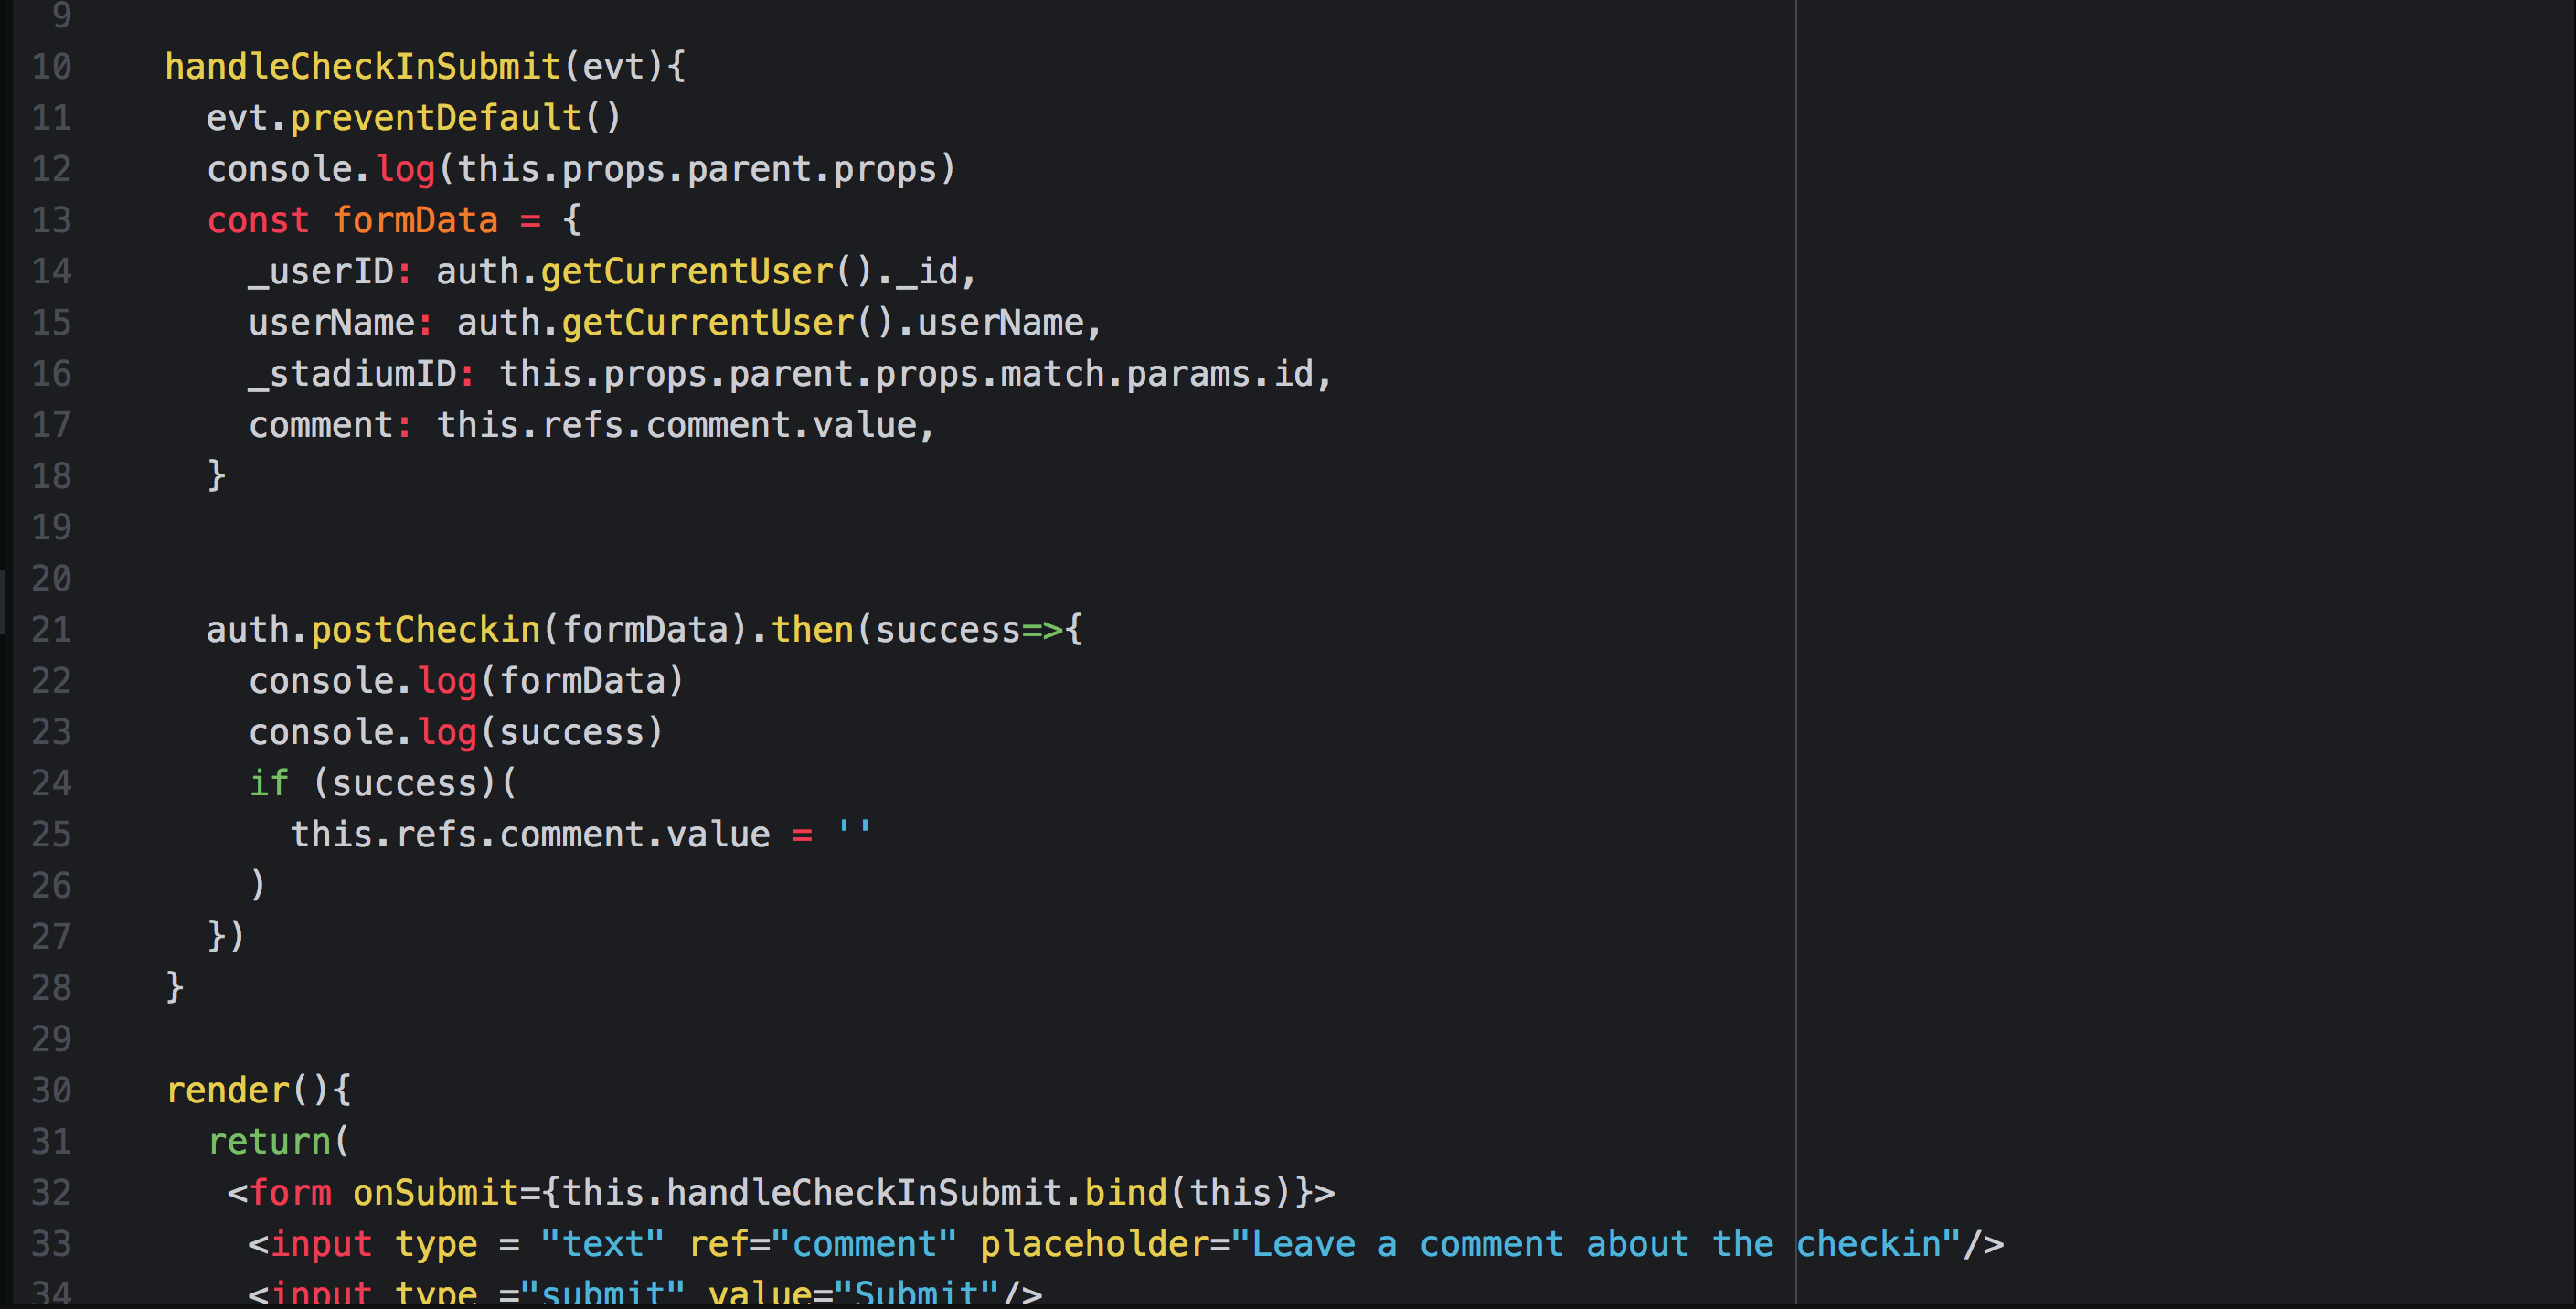 9
10 handleCheckInSubmit(evt){
11 evt.preventDefault()
12 console.log(this.props.parent.props)
13 const formData = {
14 _userID: auth.getCurrentUser()._id,
15 userName: auth.getCurrentUser().userName,
16 _stadiumID: this.props.parent.props.match.params.id,
17 comment: this.refs.comment.value,
18 }
19
20
21 auth.postCheckin(formData).then(success=>{
22 console.log(formData)
23 console.log(success)
24 if (success)(
25 this.refs.comment.value = ''
26 )
27 })
28 }
29
30 render(){
31 return(
32 <form onSubmit={this.handleCheckInSubmit.bind(this)}>
33 <input type = "text" ref="comment" placeholder="Leave a comment about the checkin"/>
34 <input type ="submit" value="Submit"/>